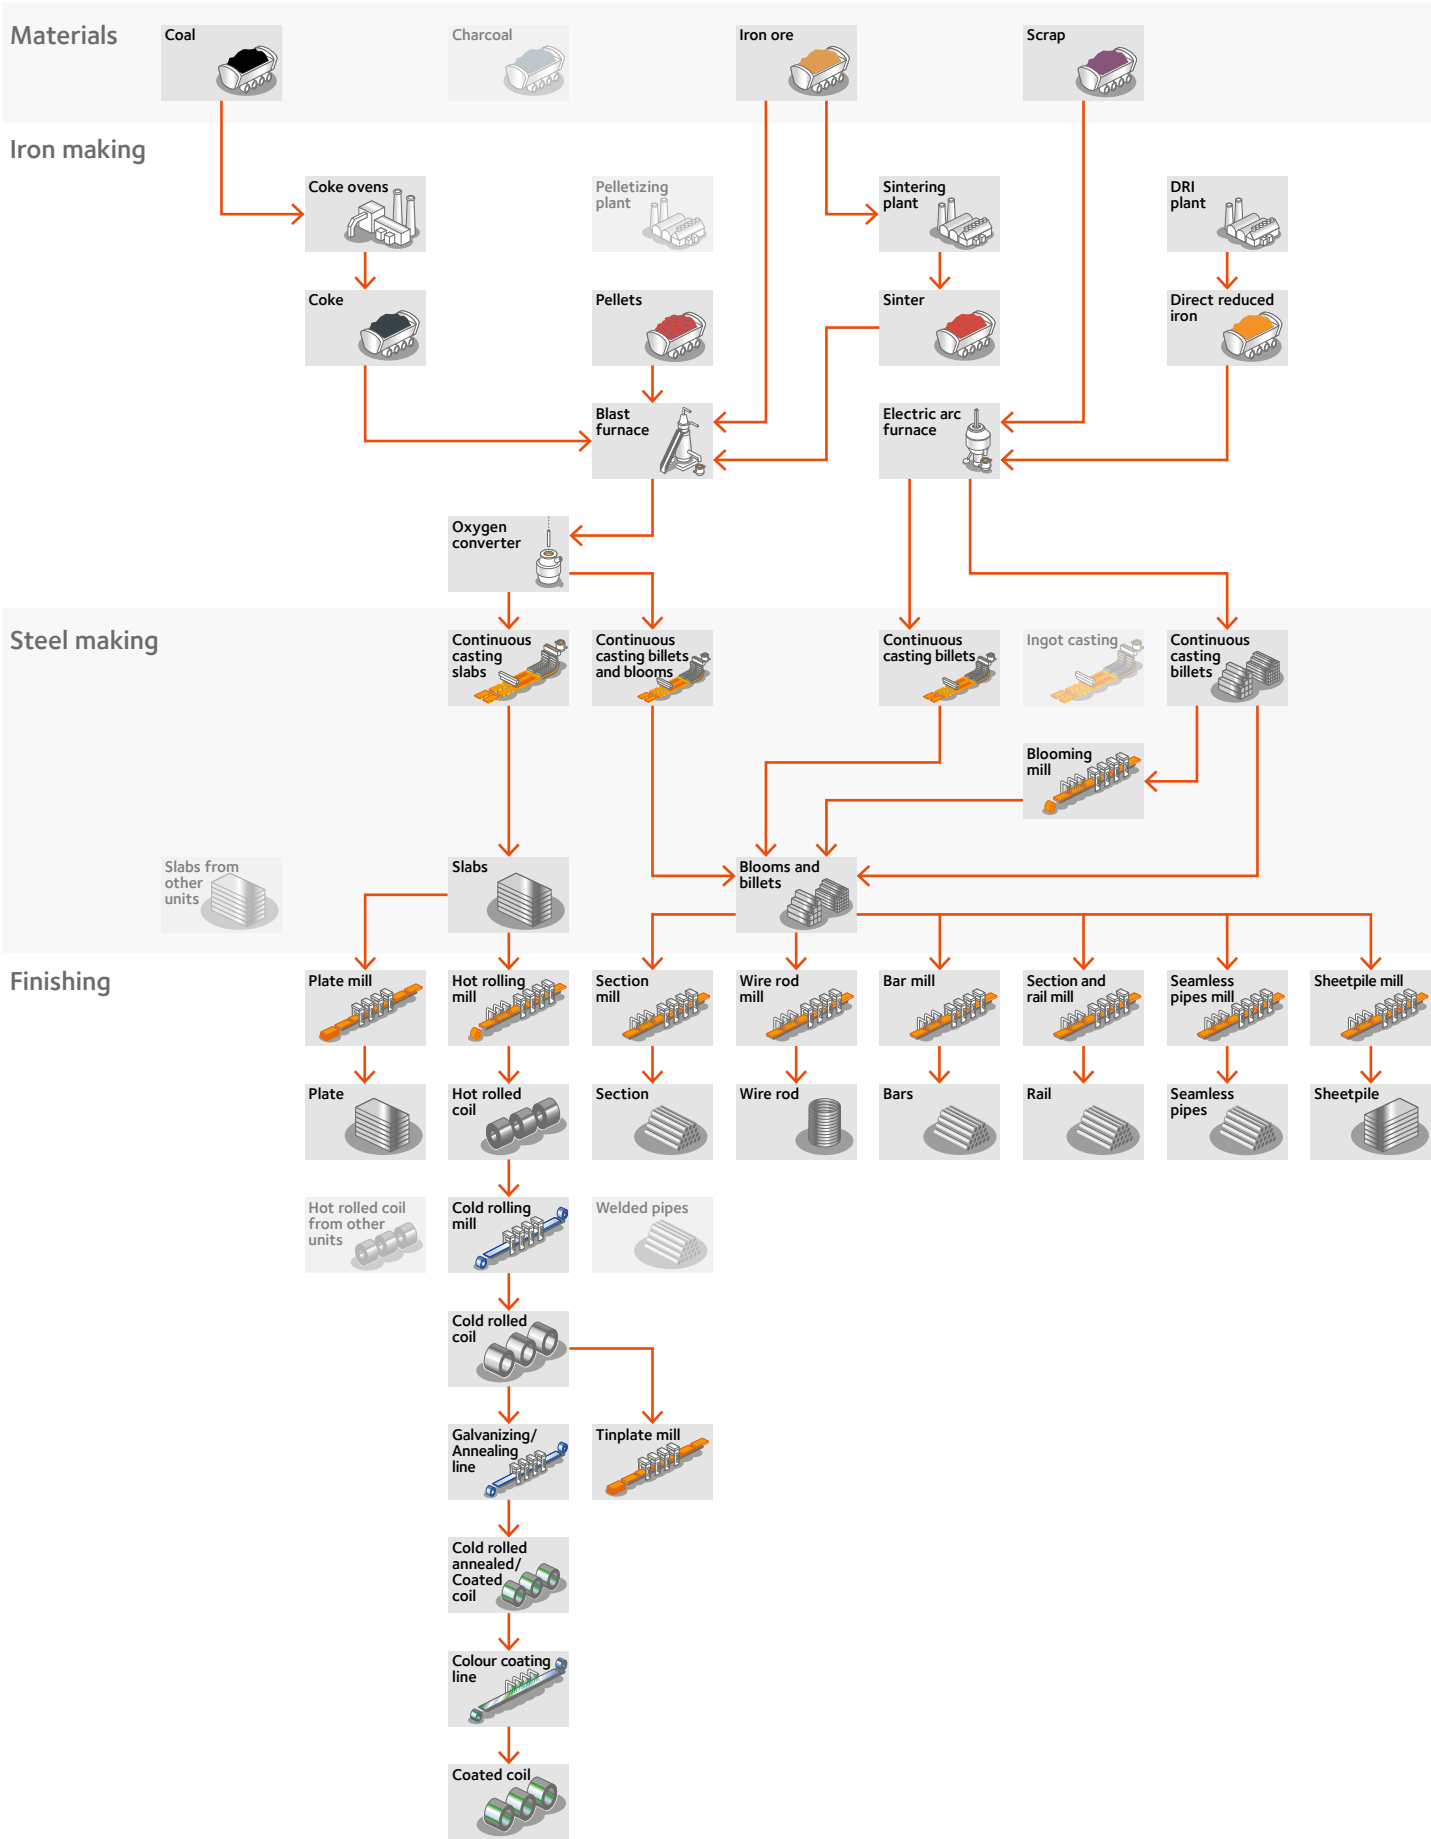 Materials
Coal
Charcoal
Iron ore
Scrap
Iron making
Coke ovens
Pelletizing
plant
Sintering
plant
DRI
plant
Coke
Pellets
Sinter
Direct reduced
iron
Blast
furnace
Electric arc
furnace
Oxygen
converter
Steel making
Continuous
casting
slabs
Continuous
casting billets
and blooms
Continuous
casting billets
Ingot casting
Continuous
casting
billets
Blooming
mill
Slabs from
other
units
Slabs
Blooms and
billets
Finishing
Plate mill
Hot rolling
mill
Section
mill
Wire rod
mill
Bar mill
Section and
rail mill
Seamless
pipes mill
Sheetpile mill
Plate
Hot rolled
coil
Section
Wire rod
Bars
Rail
Seamless
pipes
Sheetpile
Hot rolled coil
from other
units
Cold rolling
mill
Welded pipes
Cold rolled
coil
Galvanizing/
Annealing
line
Tinplate mill
Cold rolled
annealed/
Coated
coil
Colour coating
line
Coated coil